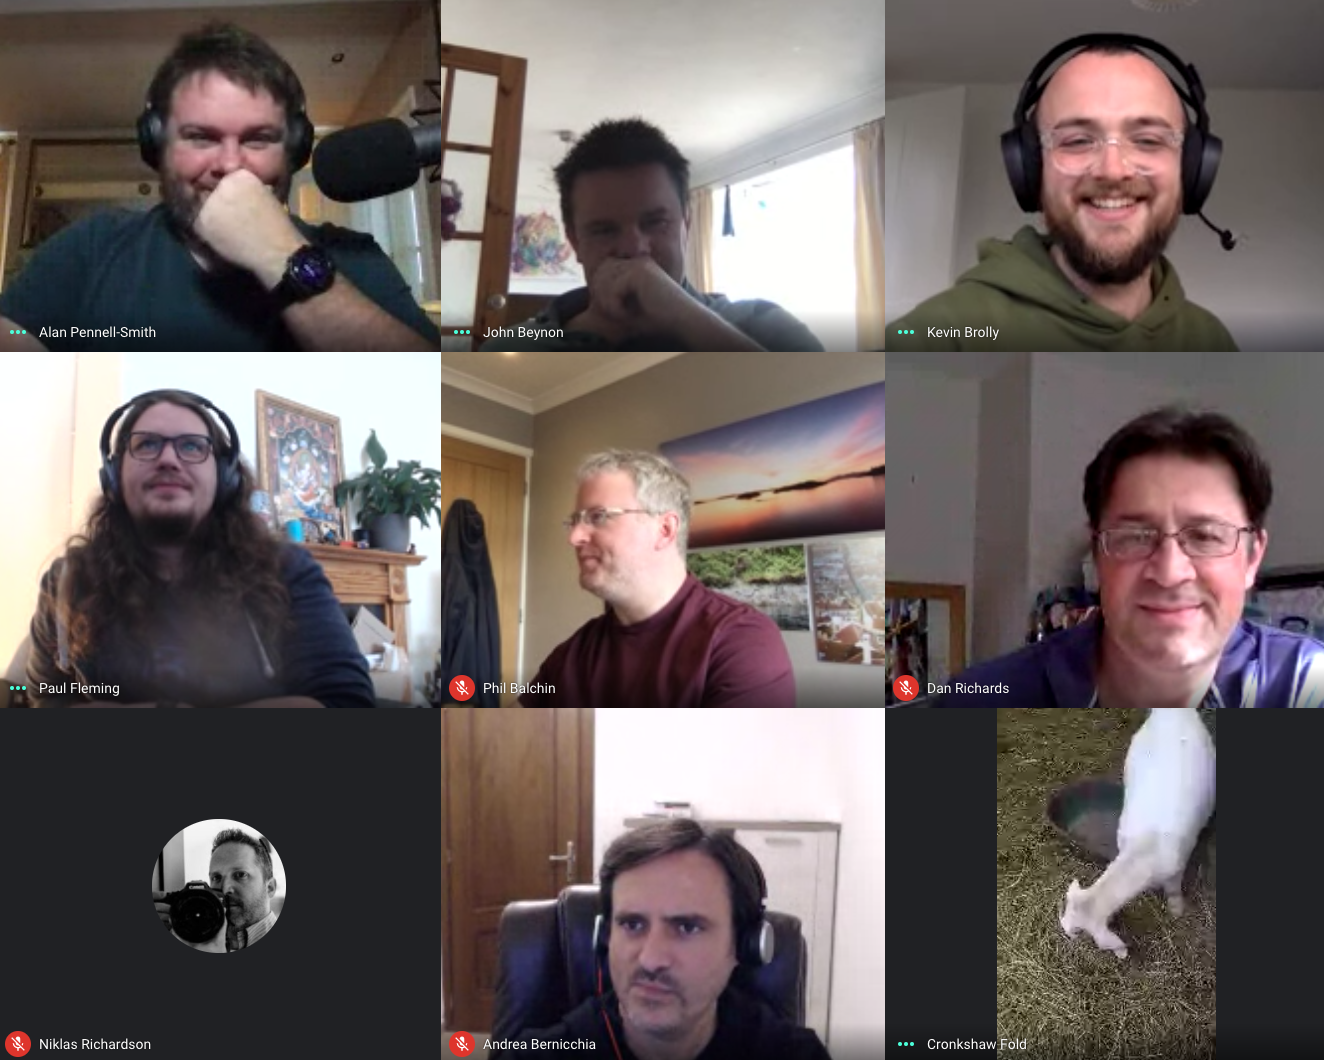 Alan Pennell-Smith
John Beynon
Kevin Brolly
Paul Fleming
Phil Balchin
Dan Richards
Niklas Richardson
Andrea Bernicchia
Cronkshaw Fold